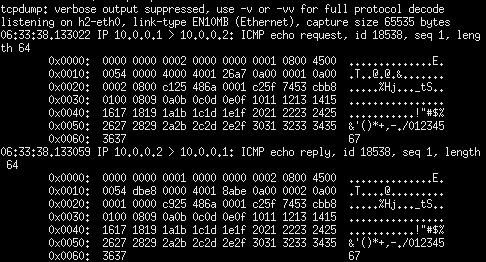 tcpdump: verbose output suppressed, use -v or -vv for full protocol decode
listening on h2-eth0, link-type EN10MB (Ethernet), capture size 65535 bytes
06:33:38.133022 IP 10.0.0.1 > 10.0.0.2: ICMP echo request, id 18538, seq 1, leng
th 64
0x0000: 0000 0000 0002 0000 0000 0001 0800 4500 ..............E.
0x0010: 0054 0000 4000 4001 26a7 0a00 0001 0a00 .T..@.@.&.......
0x0020: 0002 0800 c125 486a 0001 c25f 7453 cbb8 .....%Hj..._tS..
0x0030: 0100 0809 0a0b 0c0d 0e0f 1011 1213 1415 ................
0x0040: 1617 1819 1a1b 1c1d 1e1f 2021 2223 2425 ..........!"#$%
0x0050: 2627 2829 2a2b 2c2d 2e2f 3031 3233 3435 &'()*+,-./012345
0x0060: 3637 67
06:33:38.133059 IP 10.0.0.2 > 10.0.0.1: ICMP echo reply, id 18538, seq 1, length
64
0x0000: 0000 0000 0001 0000 0000 0002 0800 4500 ..............E.
0x0010: 0054 dbe8 0000 4001 8abe 0a00 0002 0a00 .T....@.........
0x0020: 0001 0000 c925 486a 0001 c25f 7453 cbb8 .....%Hj..._tS..
0x0030: 0100 0809 0a0b 0c0d 0e0f 1011 1213 1415 ................
0x0040: 1617 1819 1a1b 1c1d 1e1f 2021 2223 2425 ..........!"#$%
0x0050: 2627 2829 2a2b 2c2d 2e2f 3031 3233 3435 &'()*+,-./012345
0x0060: 3637 67